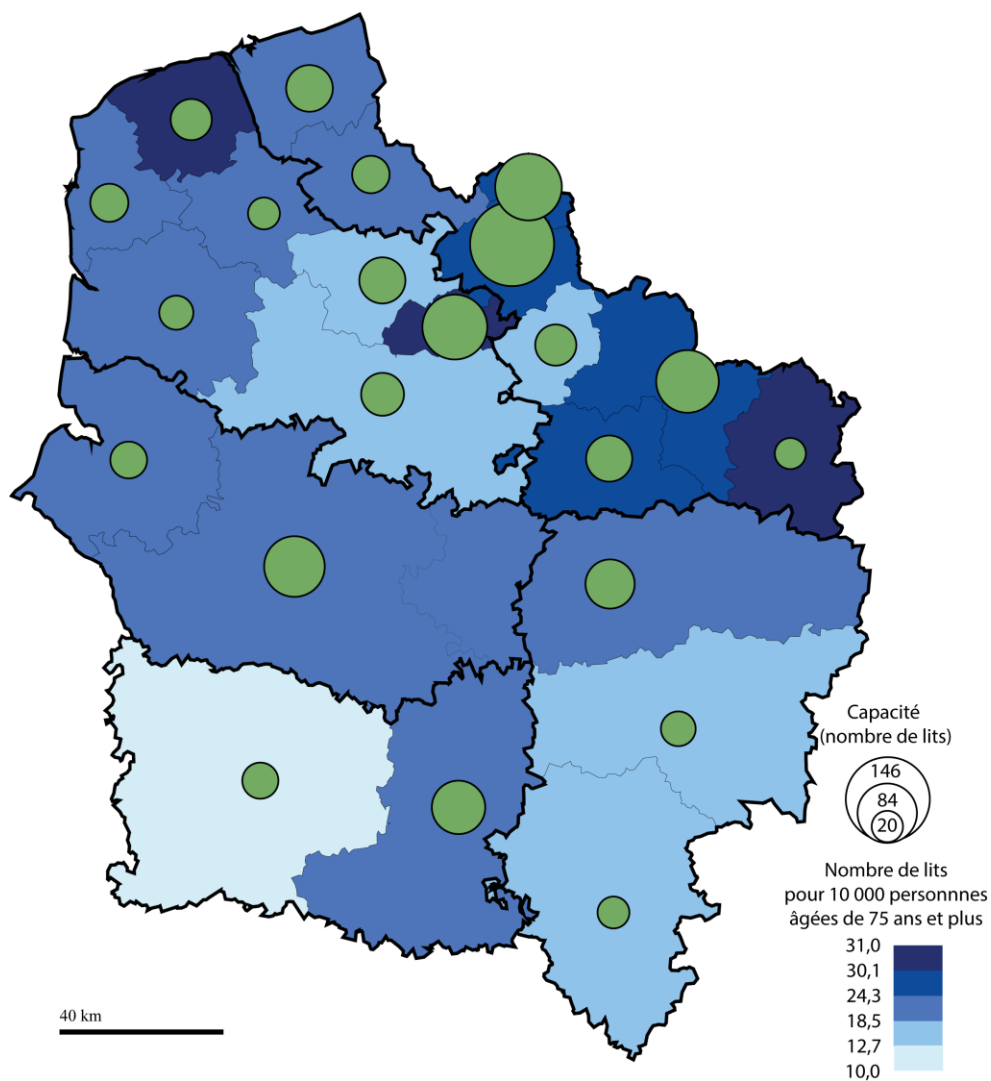 Capacité
(nombre de lits)
146
84
20
Nombre de lits
pour 10 000 personnnes
âgées de 75 ans et plus
31,0
30,1
24,3
18,5
12,7
10,0
40 km